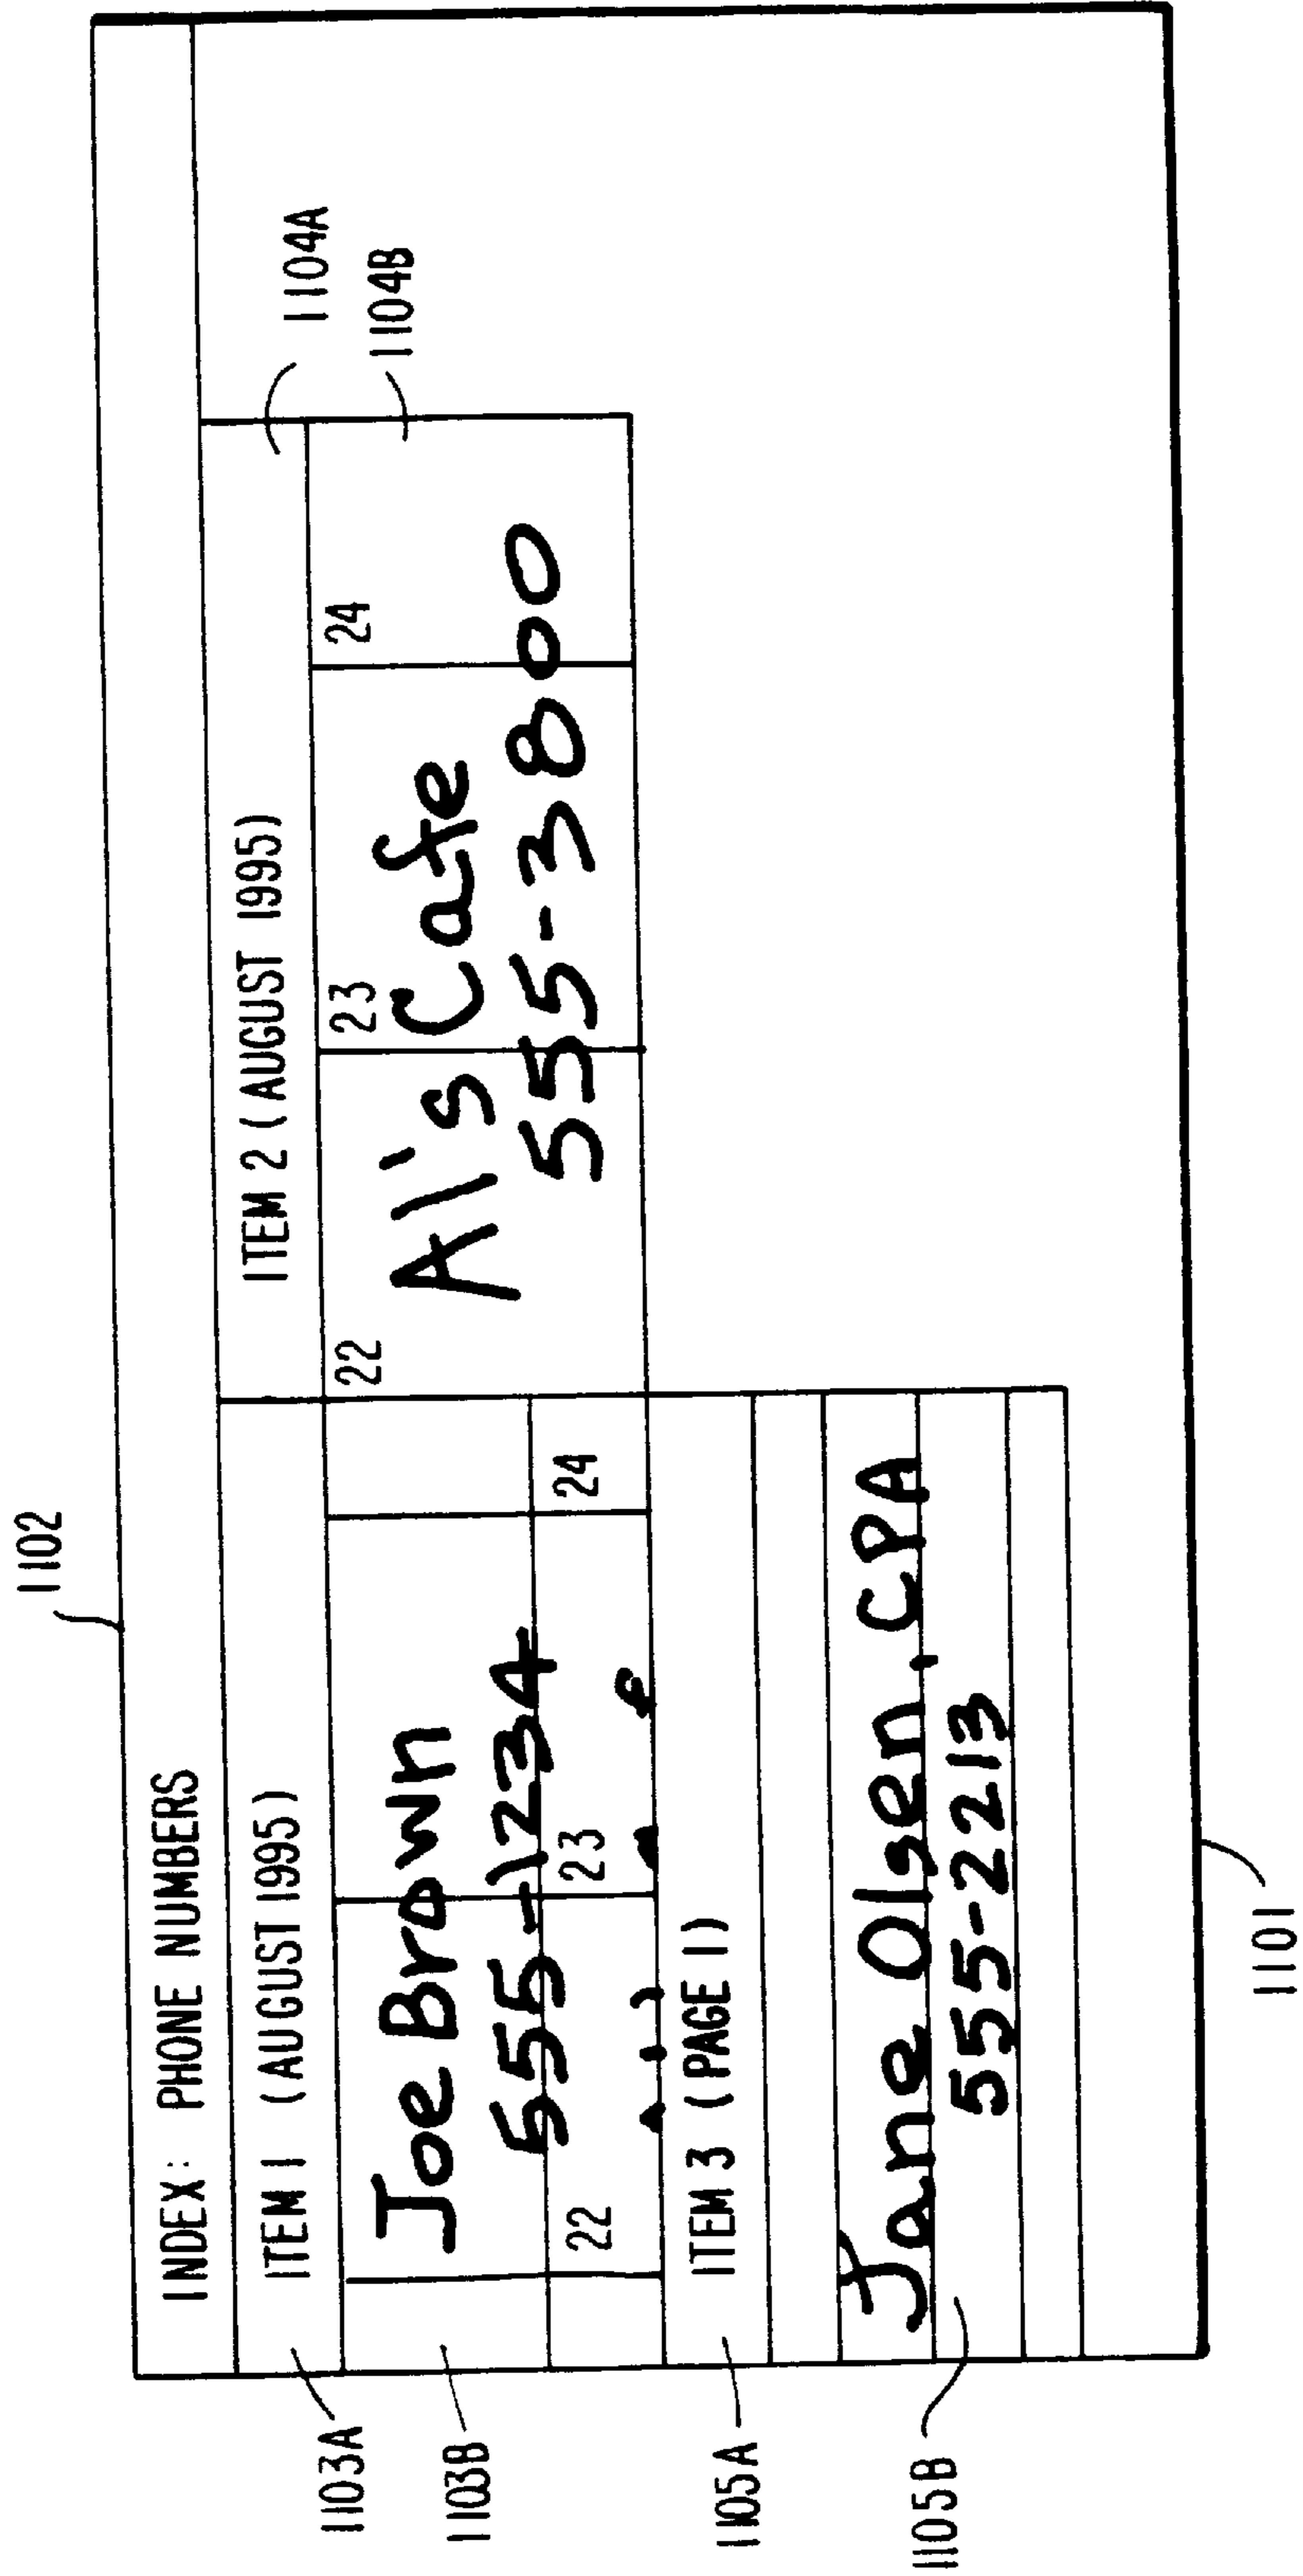 1102
INDEX: PHONE NUMBERS
ITEM 1 (AUGUST 1995)
ITEM 2 (AUGUST 1995)
1104A
1104B
1103A
1103B
Joe Brown
555-1234
22
23
24
22
23
24
Al's Cafe
555-3800
ITEM 3 (PAGE 1)
1105A
Jane Olsen, CPA
555-2213
1105B
1101